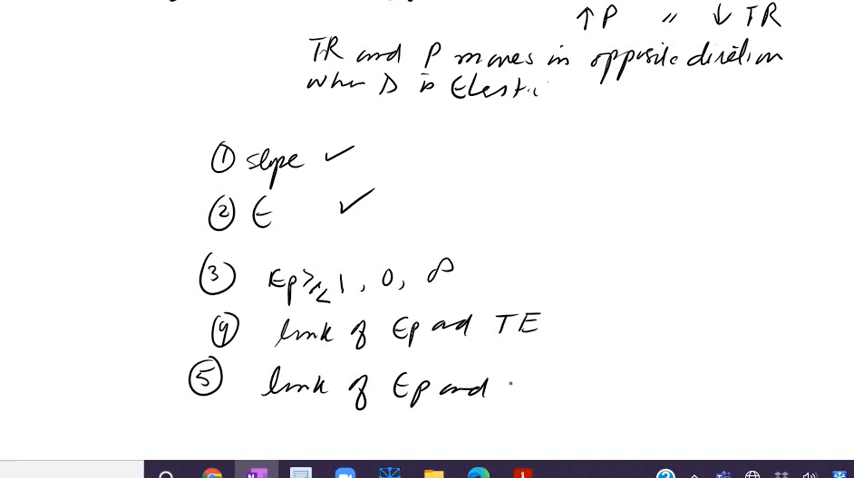 ↑P 〃 ↓ TR
TR and P moves in opposite direction
when D is Elastic
① slope ✓
② E ✓
③ Ep > = < 1, 0, ∞
④ link of Ep and TE
⑤ link of Ep and